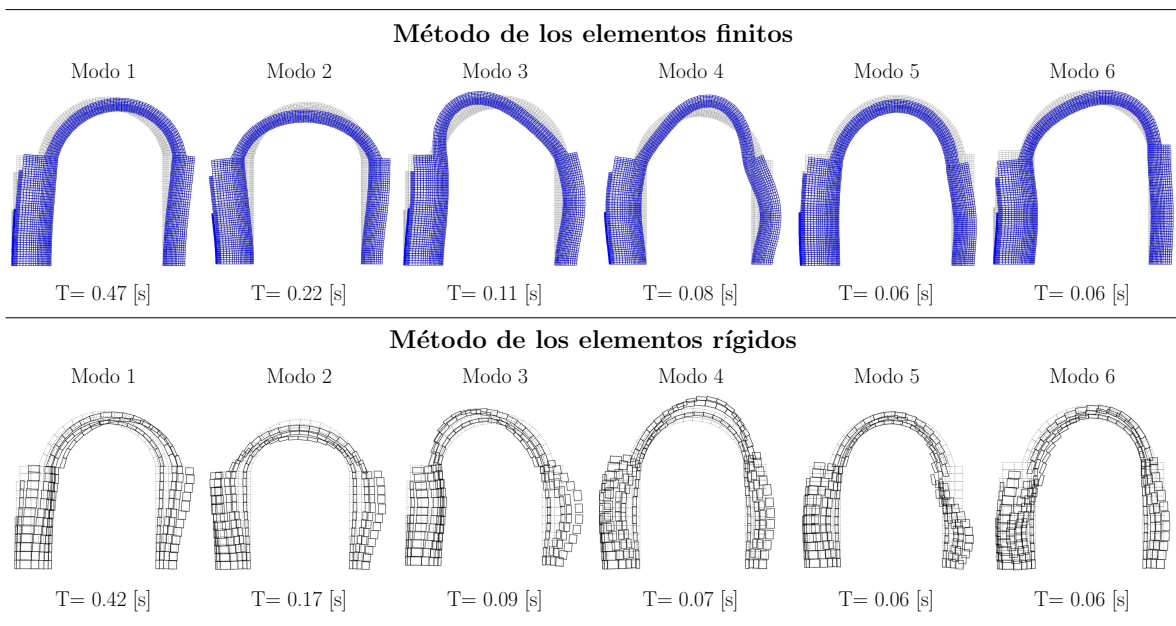 Método de los elementos finitos
Modo 1 Modo 2 Modo 3 Modo 4 Modo 5 Modo 6
T= 0.47 [s] T= 0.22 [s] T= 0.11 [s] T= 0.08 [s] T= 0.06 [s] T= 0.06 [s]
Método de los elementos rígidos
Modo 1 Modo 2 Modo 3 Modo 4 Modo 5 Modo 6
T= 0.42 [s] T= 0.17 [s] T= 0.09 [s] T= 0.07 [s] T= 0.06 [s] T= 0.06 [s]